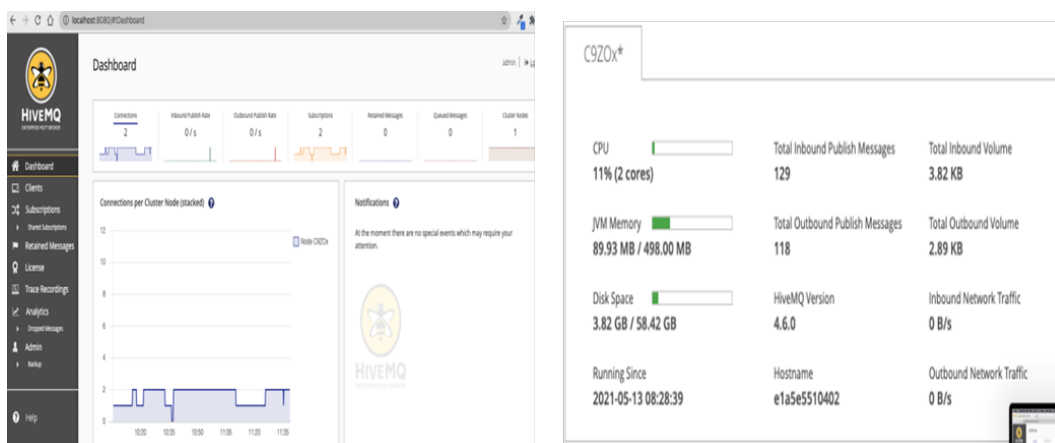 localhost:8080/#!Dashboard
HIVEMQ
ENTERPRISE MQTT BROKER
Dashboard
Clients
Subscriptions
Shared Subscriptions
Retained Messages
License
Trace Recordings
Analytics
Dropped Messages
Admin
Backup
Help
Dashboard
admin
Connections
2
Inbound Publish Rate
0 / s
Outbound Publish Rate
0 / s
Subscriptions
2
Retained Messages
0
Queued Messages
0
Cluster Nodes
1
Connections per Cluster Node (stacked)
12
10
8
6
4
2
0
10:20 10:35 10:50 11:05 11:20 11:35
Node C9ZOx
Notifications
At the moment there are no special events which may require your
attention.
HIVEMQ
ENTERPRISE MQTT BROKER
C9ZOx*
CPU
11% (2 cores)
Total Inbound Publish Messages
129
Total Inbound Volume
3.82 KB
JVM Memory
89.93 MB / 498.00 MB
Total Outbound Publish Messages
118
Total Outbound Volume
2.89 KB
Disk Space
3.82 GB / 58.42 GB
HiveMQ Version
4.6.0
Inbound Network Traffic
0 B/s
Running Since
2021-05-13 08:28:39
Hostname
e1a5e5510402
Outbound Network Traffic
0 B/s